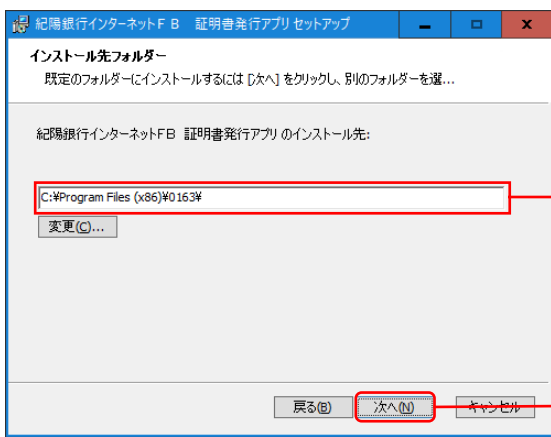 紀陽銀行インターネットＦＢ　証明書発行アプリ セットアップ
インストール先フォルダー
既定のフォルダーにインストールするには [次へ] をクリックし、別のフォルダーを選...
紀陽銀行インターネットFB　証明書発行アプリ のインストール先:
C:¥Program Files (x86)¥0163¥
変更(C)...
戻る(B)　次へ(N)　キャンセル